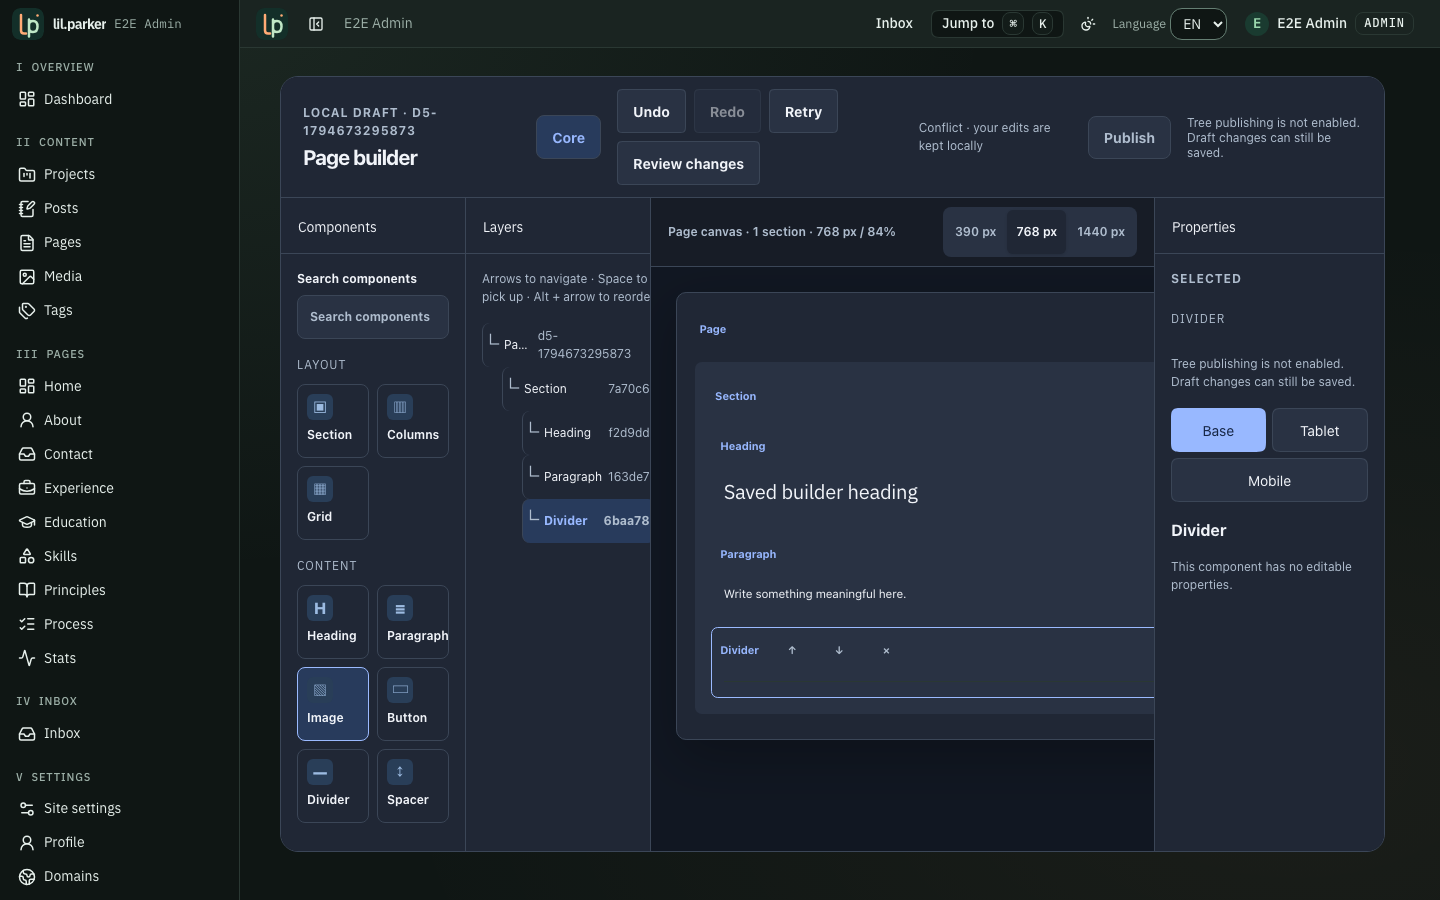 lil.parker E2E Admin
I OVERVIEW
Dashboard
II CONTENT
Projects
Posts
Pages
Media
Tags
III PAGES
Home
About
Contact
Experience
Education
Skills
Principles
Process
Stats
IV INBOX
Inbox
V SETTINGS
Site settings
Profile
Domains
E2E Admin
Inbox
Jump to ⌘ K
Language EN
E E2E Admin ADMIN
LOCAL DRAFT · D5-
1794673295873
Page builder
Core
Undo
Redo
Retry
Review changes
Conflict · your edits are
kept locally
Publish
Tree publishing is not enabled.
Draft changes can still be
saved.
Components
Search components
Search components
LAYOUT
Section
Columns
Grid
CONTENT
Heading
Paragraph
Image
Button
Divider
Spacer
Layers
Arrows to navigate · Space to
pick up · Alt + arrow to reorde
Pa... d5-
1794673295873
Section 7a70c6
Heading f2d9dd
Paragraph 163de7
Divider 6baa78
Page canvas · 1 section · 768 px / 84%
390 px
768 px
1440 px
Page
Section
Heading
Saved builder heading
Paragraph
Write something meaningful here.
Divider ↑ ↓ ×
Properties
SELECTED
DIVIDER
Tree publishing is not enabled.
Draft changes can still be saved.
Base
Tablet
Mobile
Divider
This component has no editable
properties.